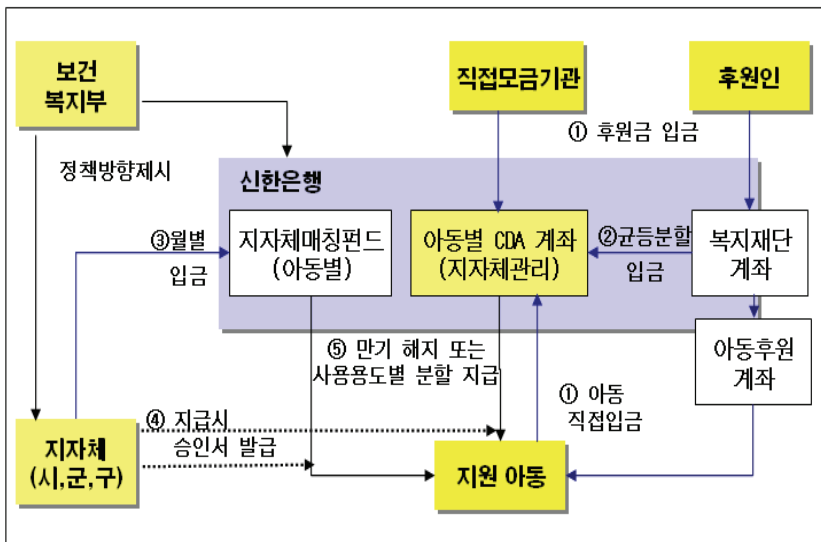 보건
복지부
직접모금기관
후원인
① 후원금 입금
정책방향제시
신한은행
③월별
입금
지자체매칭펀드
(아동별)
아동별 CDA 계좌
(지자체관리)
②균등분할
입금
복지재단
계좌
⑤ 만기 해지 또는
사용용도별 분할 지급
아동후원
계좌
① 아동
직접입금
④ 지급시
승인서 발급
지자체
(시,군,구)
지원 아동